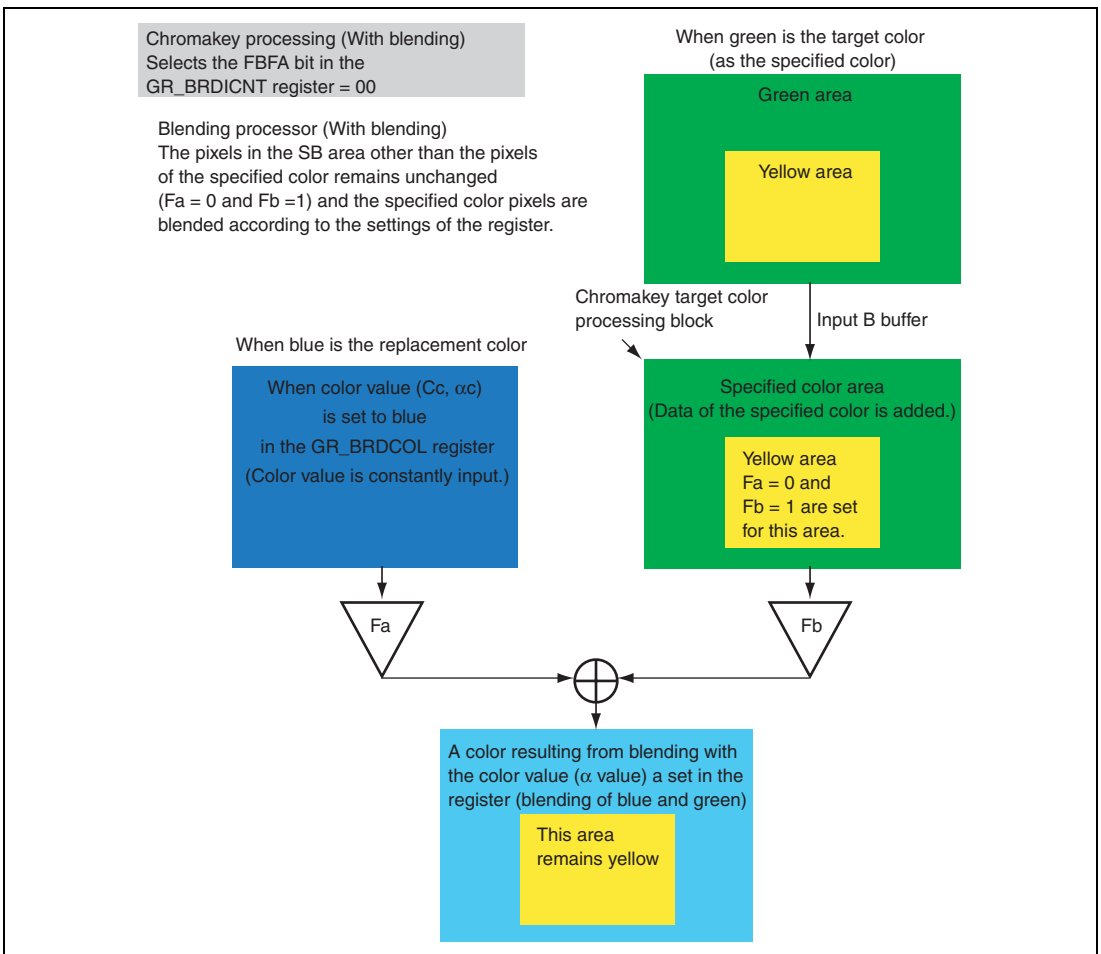 Chromakey processing (With blending)
Selects the FBFA bit in the
GR_BRDICNT register = 00
Blending processor (With blending)
The pixels in the SB area other than the pixels
of the specified color remains unchanged
(Fa = 0 and Fb =1) and the specified color pixels are
blended according to the settings of the register.
When green is the target color
(as the specified color)
Green area
Yellow area
Chromakey target color
processing block
Input B buffer
When blue is the replacement color
When color value (Cc, αc)
is set to blue
in the GR_BRDCOL register
(Color value is constantly input.)
Specified color area
(Data of the specified color is added.)
Yellow area
Fa = 0 and
Fb = 1 are set
for this area.
Fa
Fb
A color resulting from blending with
the color value (α value) a set in the
register (blending of blue and green)
This area
remains yellow